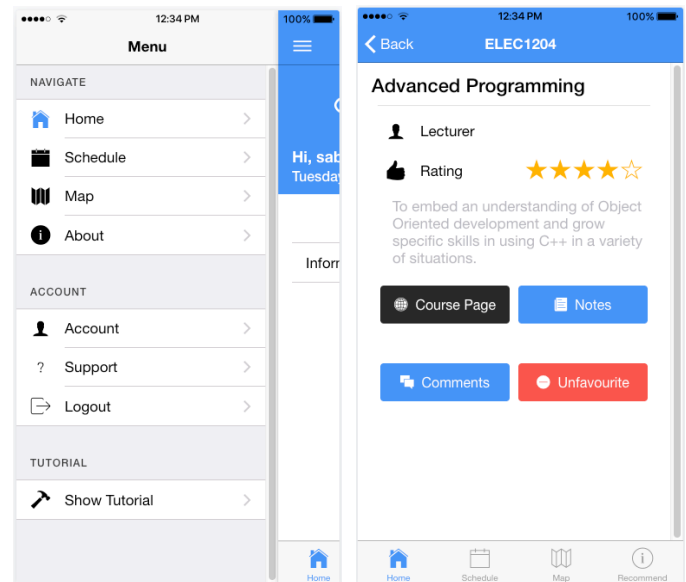 12:34 PM
100%
Menu
NAVIGATE
Home
Schedule
Map
About
ACCOUNT
Account
? Support
Logout
TUTORIAL
Show Tutorial
Hi, sab
Tuesda
Inforr
Home
12:34 PM 100%
Back ELEC1204
Advanced Programming
Lecturer
Rating
To embed an understanding of Object
Oriented development and grow
specific skills in using C++ in a variety
of situations.
Course Page Notes
Comments Unfavourite
Home Schedule Map Recommend